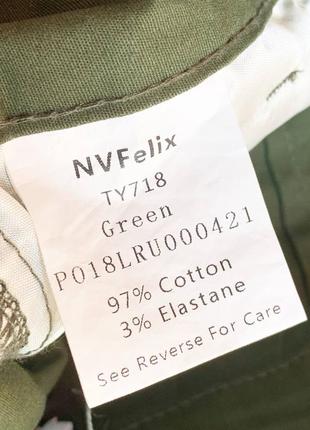 NVFelix
TY718
Green
P018LRU000421
97% Cotton
3% Elastane
See Reverse For Care